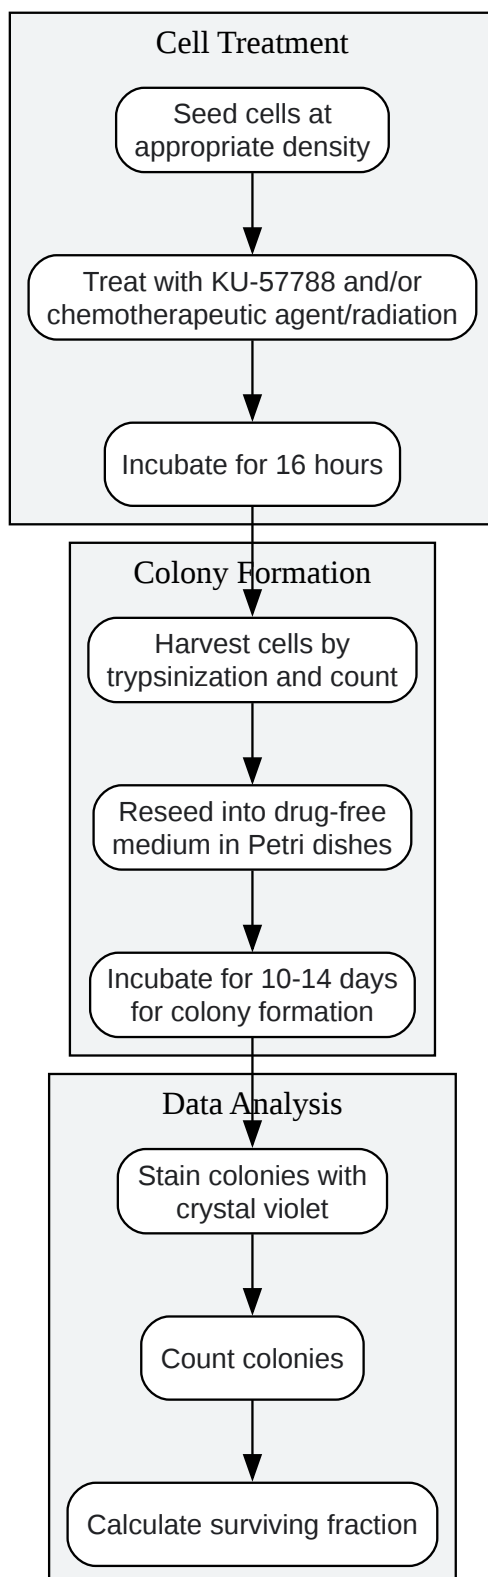 Cell Treatment
Seed cells at
appropriate density
Treat with KU-57788 and/or
chemotherapeutic agent/radiation
Incubate for 16 hours
Colony Formation
Harvest cells by
trypsinization and count
Reseed into drug-free
medium in Petri dishes
Incubate for 10-14 days
for colony formation
Data Analysis
Stain colonies with
crystal violet
Count colonies
Calculate surviving fraction